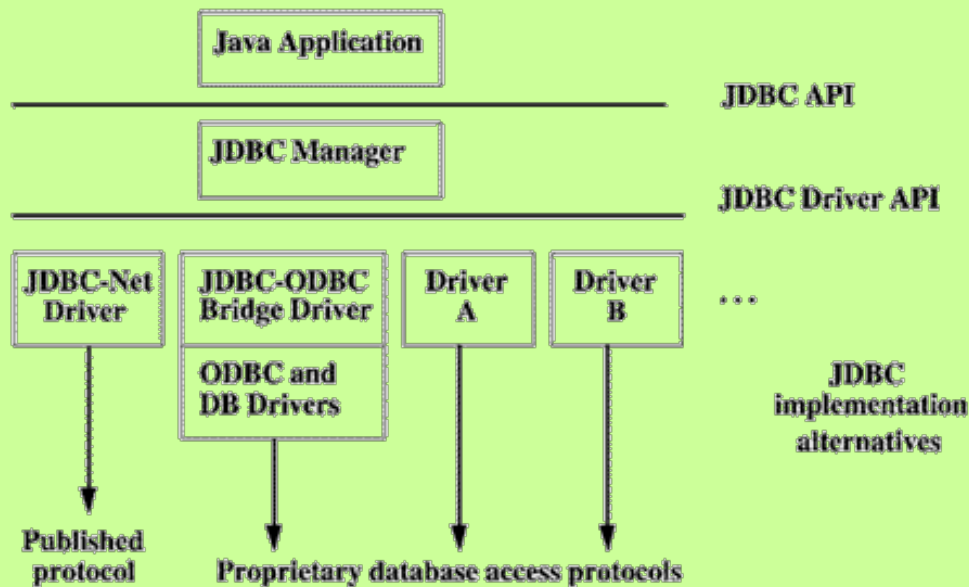 Java Application
JDBC API
JDBC Manager
JDBC Driver API
JDBC-Net
Driver
JDBC-ODBC
Bridge Driver
ODBC and
DB Drivers
Driver
A
Driver
B
...
JDBC
implementation
alternatives
Published
protocol
Proprietary database access protocols